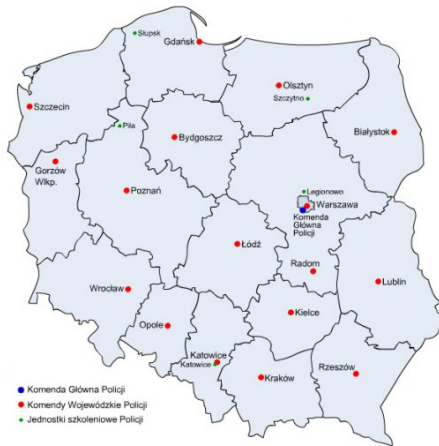 Słupsk
Gdańsk
Olsztyn
Szczytno
Szczecin
Piła
Bydgoszcz
Białystok
Gorzów
Wlkp.
Poznań
Legionowo
Warszawa
Komenda
Główna
Policji
Łódź
Radom
Lublin
Wrocław
Kielce
Opole
Katowice
Katowice
Kraków
Rzeszów
Komenda Główna Policji
Komendy Wojewódzkie Policji
Jednostki szkoleniowe Policji